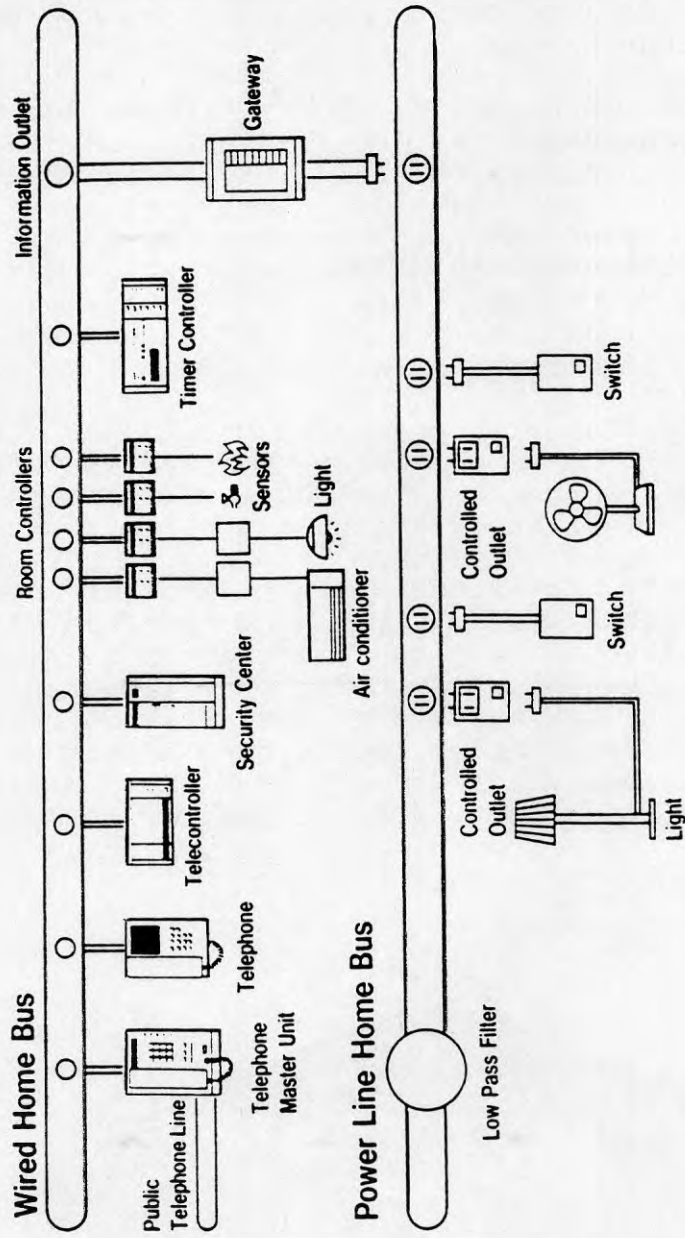 Wired Home Bus
Information Outlet
Room Controllers
Gateway
Timer Controller
Sensors
Light
Air conditioner
Security Center
Telecontroller
Telephone
Telephone
Master Unit
Public
Telephone Line
Power Line Home Bus
Low Pass Filter
Controlled
Outlet
Light
Switch
Controlled
Outlet
Switch